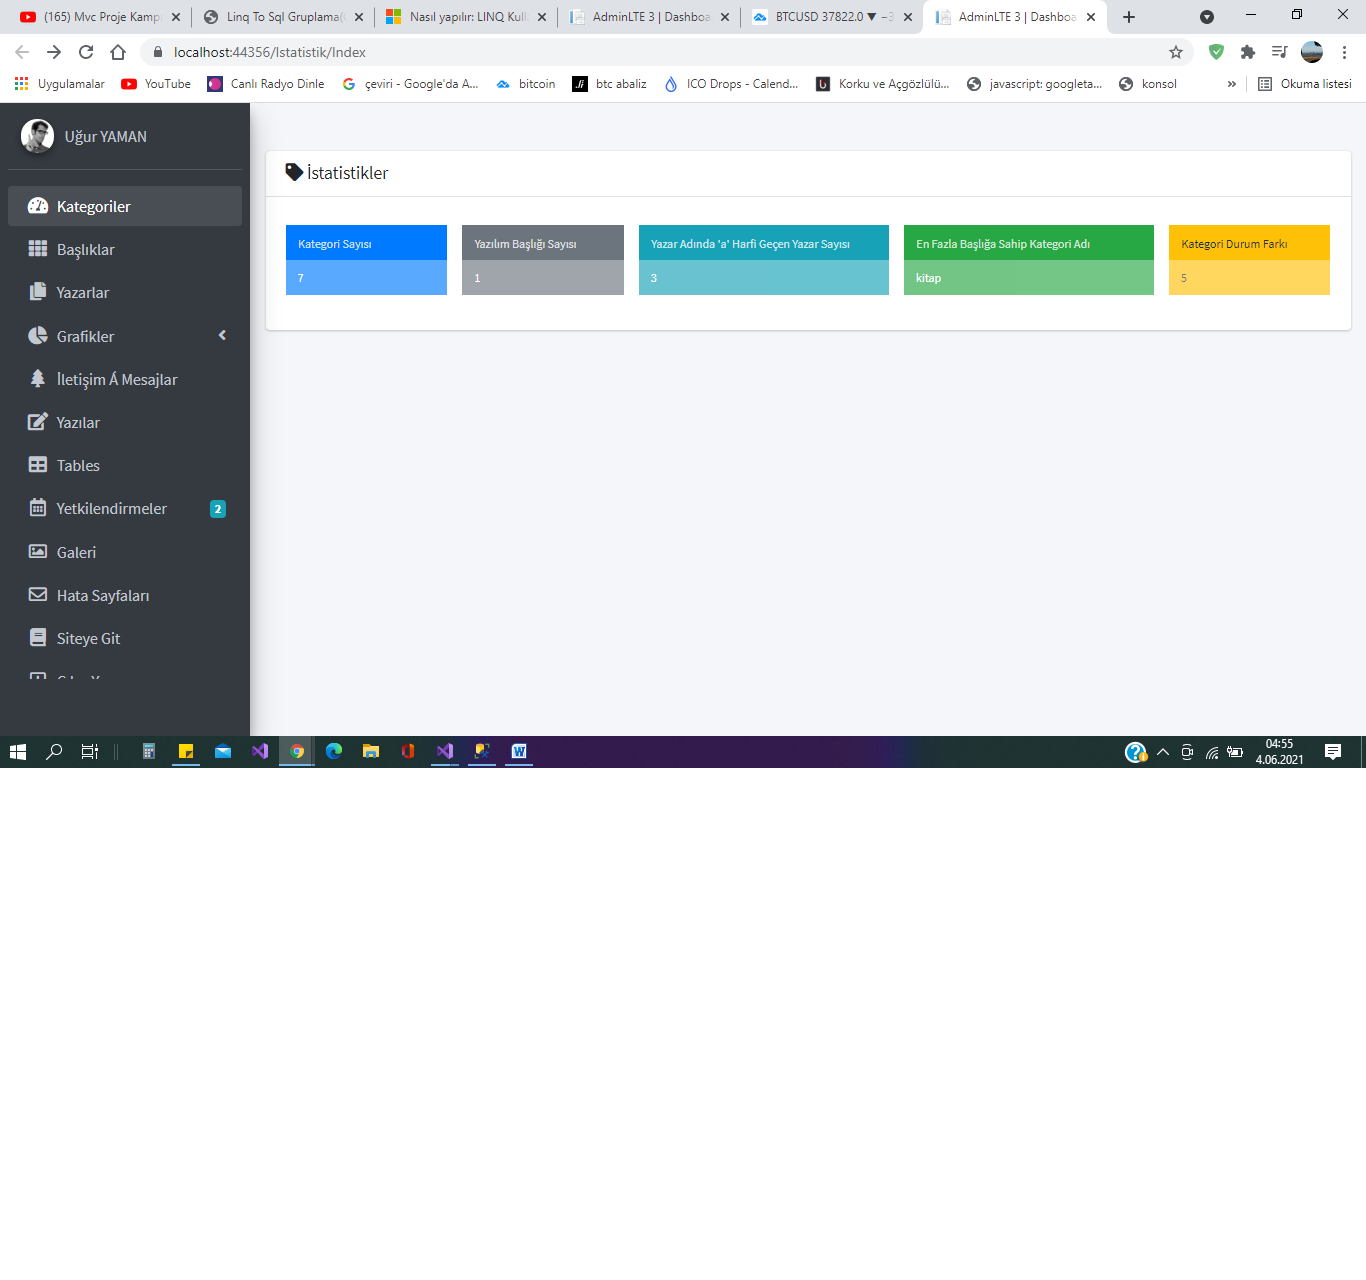 (165) Mvc Proje Kamp
Linq To Sql Gruplama(
Nasıl yapılır: LINQ Kull
AdminLTE 3 | Dashboa
BTCUSD 37822.0 ▼ −3
AdminLTE 3 | Dashboa
localhost:44356/Istatistik/Index
Uygulamalar
YouTube
Canlı Radyo Dinle
çeviri - Google'da A...
bitcoin
btc abaliz
ICO Drops - Calend...
Korku ve Açgözlülü...
javascript: googleta...
konsol
»
Okuma listesi
Uğur YAMAN
Kategoriler
Başlıklar
Yazarlar
Grafikler
İletişim Á Mesajlar
Yazılar
Tables
Yetkilendirmeler 2
Galeri
Hata Sayfaları
Siteye Git
İstatistikler
Kategori Sayısı
7
Yazılım Başlığı Sayısı
1
Yazar Adında 'a' Harfi Geçen Yazar Sayısı
3
En Fazla Başlığa Sahip Kategori Adı
kitap
Kategori Durum Farkı
5
04:55
4.06.2021